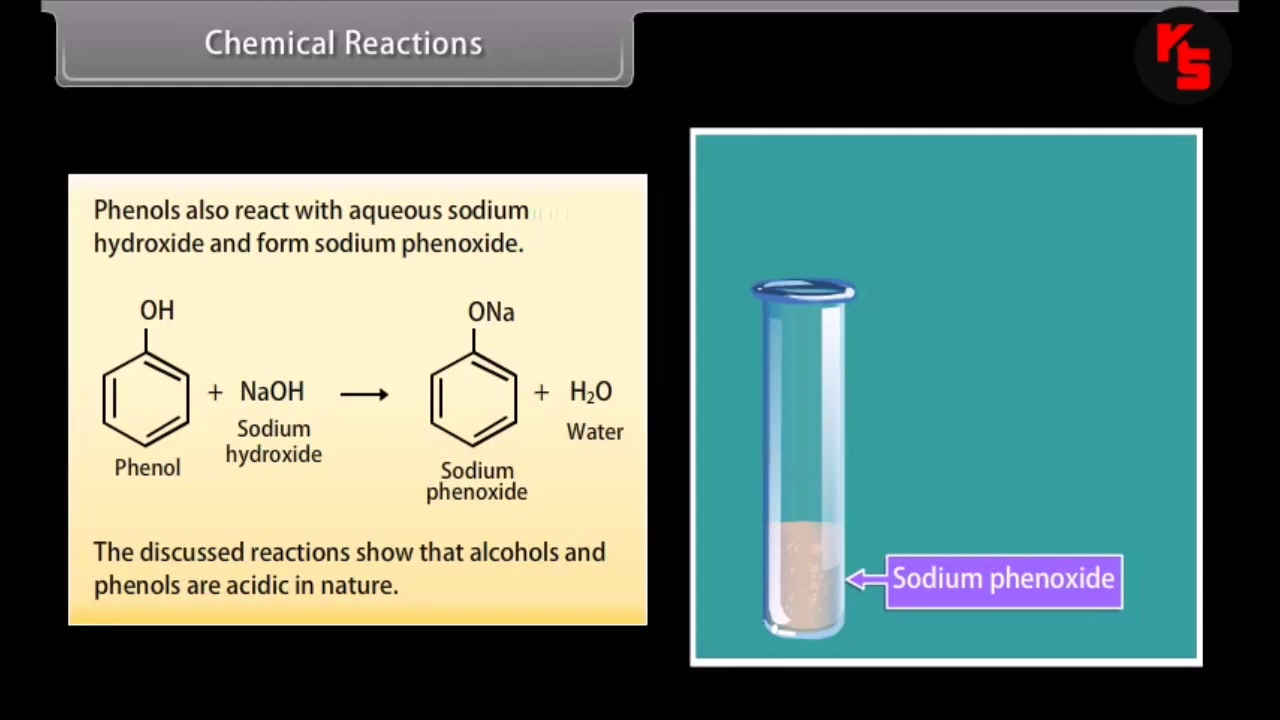 Chemical Reactions
KS
Phenols also react with aqueous sodium
hydroxide and form sodium phenoxide.
OH
ONa
+ NaOH
+ H₂O
Sodium
hydroxide
Water
Phenol
Sodium
phenoxide
The discussed reactions show that alcohols and
phenols are acidic in nature.
Sodium phenoxide